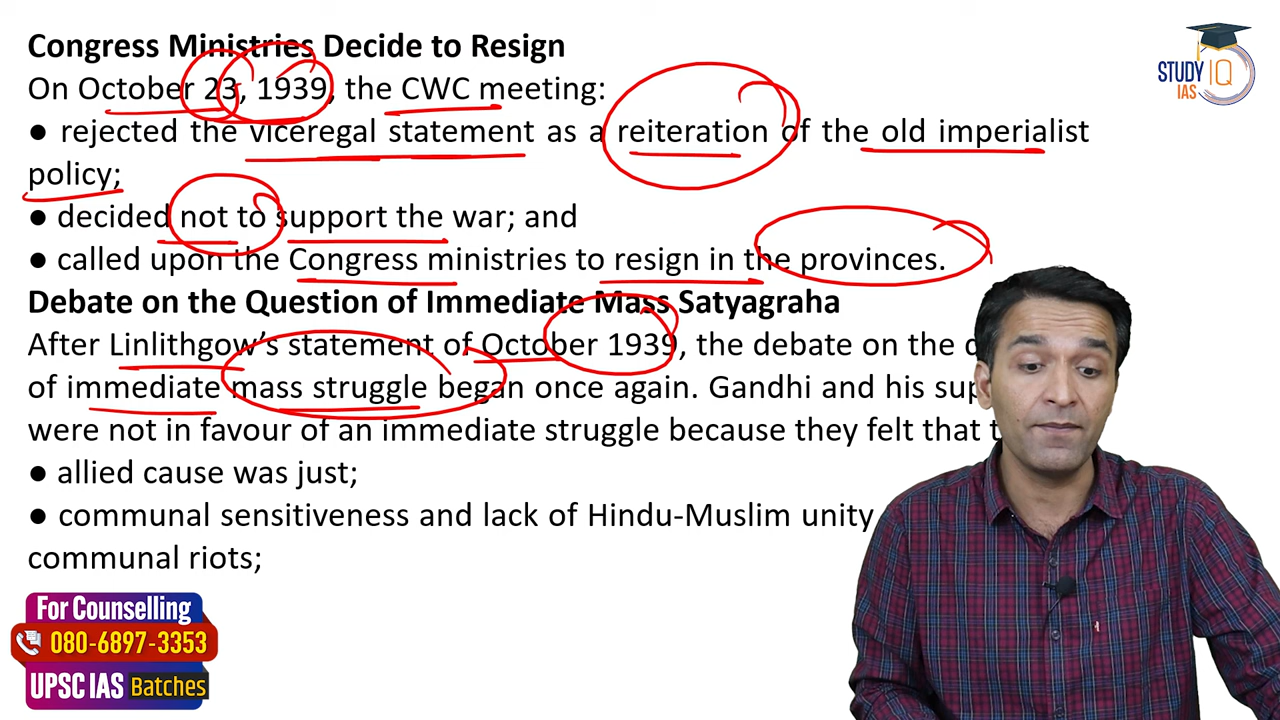 Congress Ministries Decide to Resign
On October 23, 1939, the CWC meeting:
● rejected the viceregal statement as a reiteration of the old imperialist
policy;
● decided not to support the war; and
● called upon the Congress ministries to resign in the provinces.
Debate on the Question of Immediate Mass Satyagraha
After Linlithgow’s statement of October 1939, the debate on the
of immediate mass struggle began once again. Gandhi and his
were not in favour of an immediate struggle because they felt that
● allied cause was just;
● communal sensitiveness and lack of Hindu-Muslim unity
communal riots;
STUDY IQ
IAS
For Counselling
080-6897-3353
UPSC IAS Batches